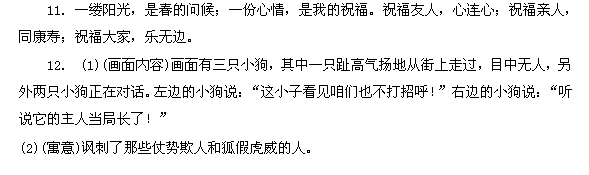 11. 一缕阳光，是春的问候；一份心情，是我的祝福。祝福友人，心连心；祝福亲人，
同康寿；祝福大家，乐无边。
12. (1)(画面内容)画面有三只小狗，其中一只趾高气扬地从街上走过，目中无人，另
外两只小狗正在对话。左边的小狗说：“这小子看见咱们也不打招呼！”右边的小狗说：“听
说它的主人当局长了！”
(2)(寓意)讽刺了那些仗势欺人和狐假虎威的人。